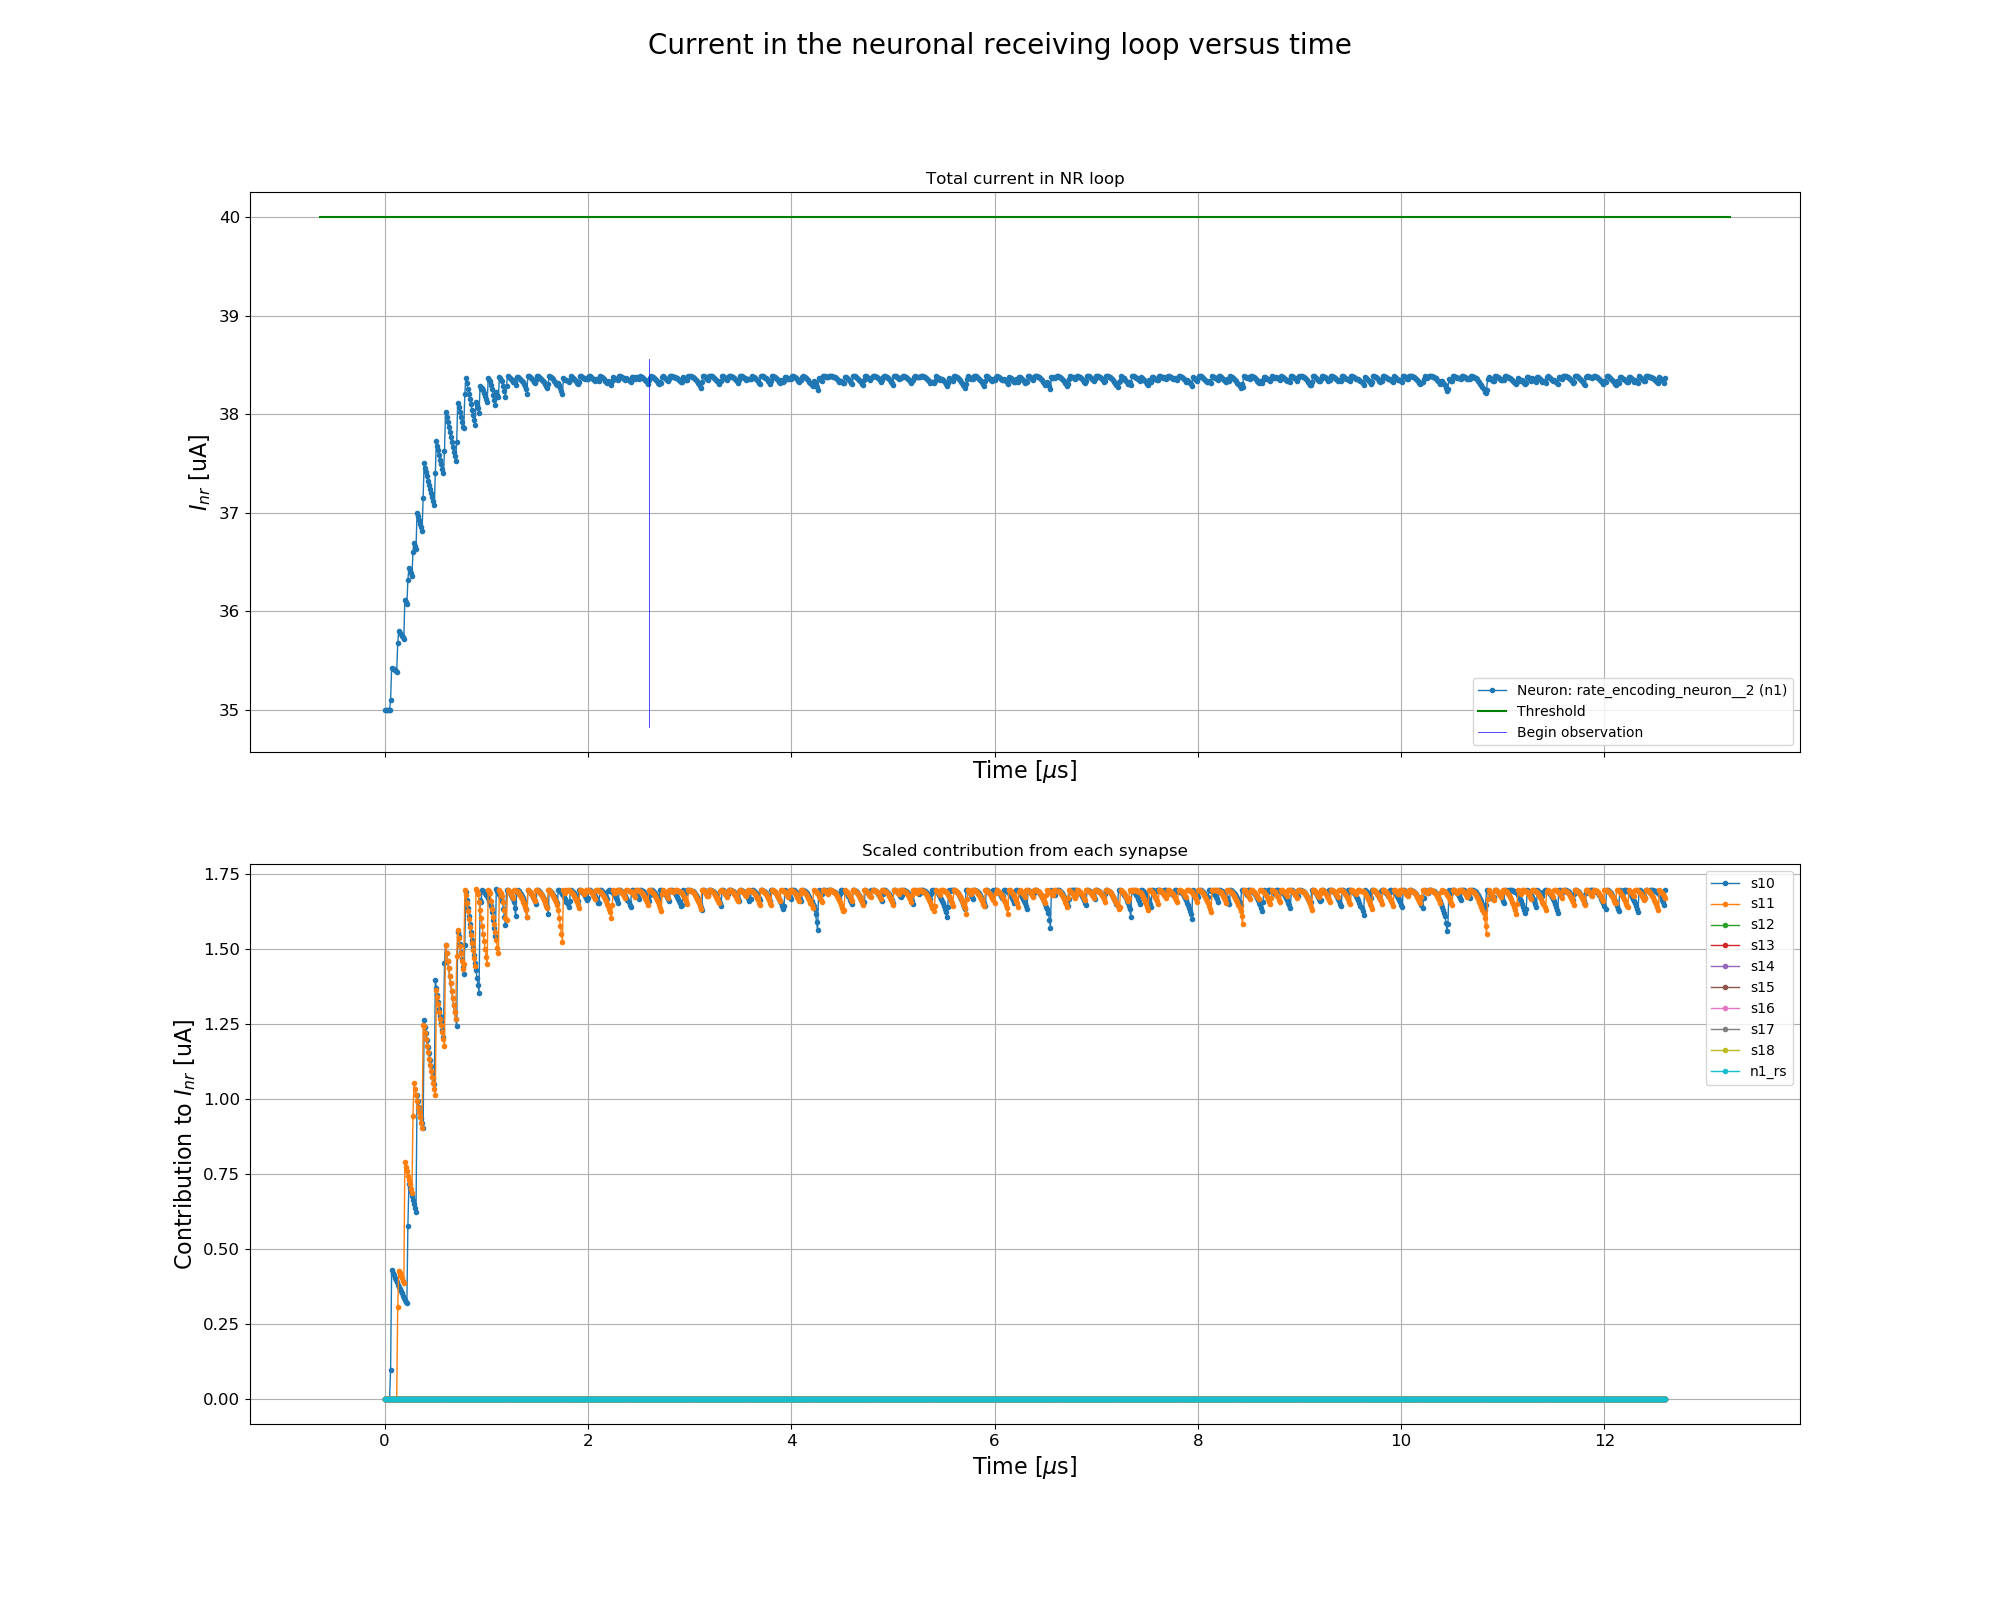 Current in the neuronal receiving loop versus time
Total current in NR loop
40
39
38
37
36
35
I_nr [uA]
Neuron: rate_encoding_neuron__2 (n1)
Threshold
Begin observation
Time [μs]
Scaled contribution from each synapse
1.75
1.50
1.25
1.00
0.75
0.50
0.25
0.00
Contribution to I_nr [uA]
s10
s11
s12
s13
s14
s15
s16
s17
s18
n1_rs
0 2 4 6 8 10 12
Time [μs]